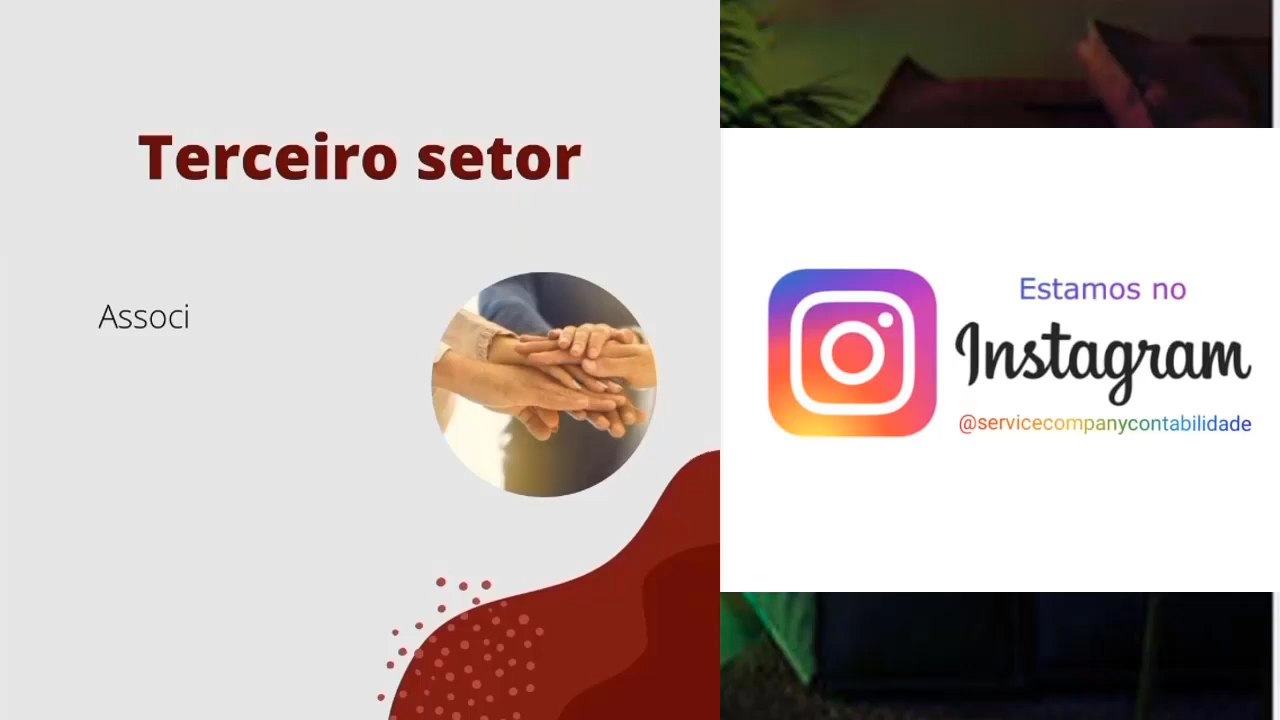 Terceiro setor
Associ
Estamos no
Instagram
@servicecompanycontabilidade